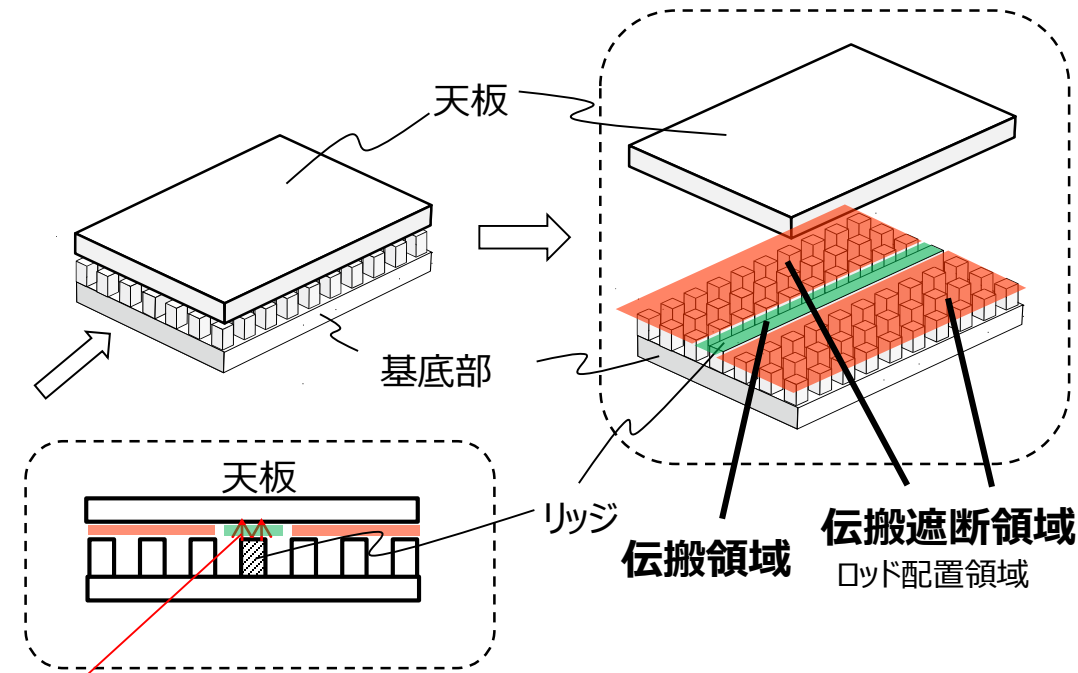 天板
基底部
天板
リッジ
伝搬領域
伝搬遮断領域
ロッド配置領域